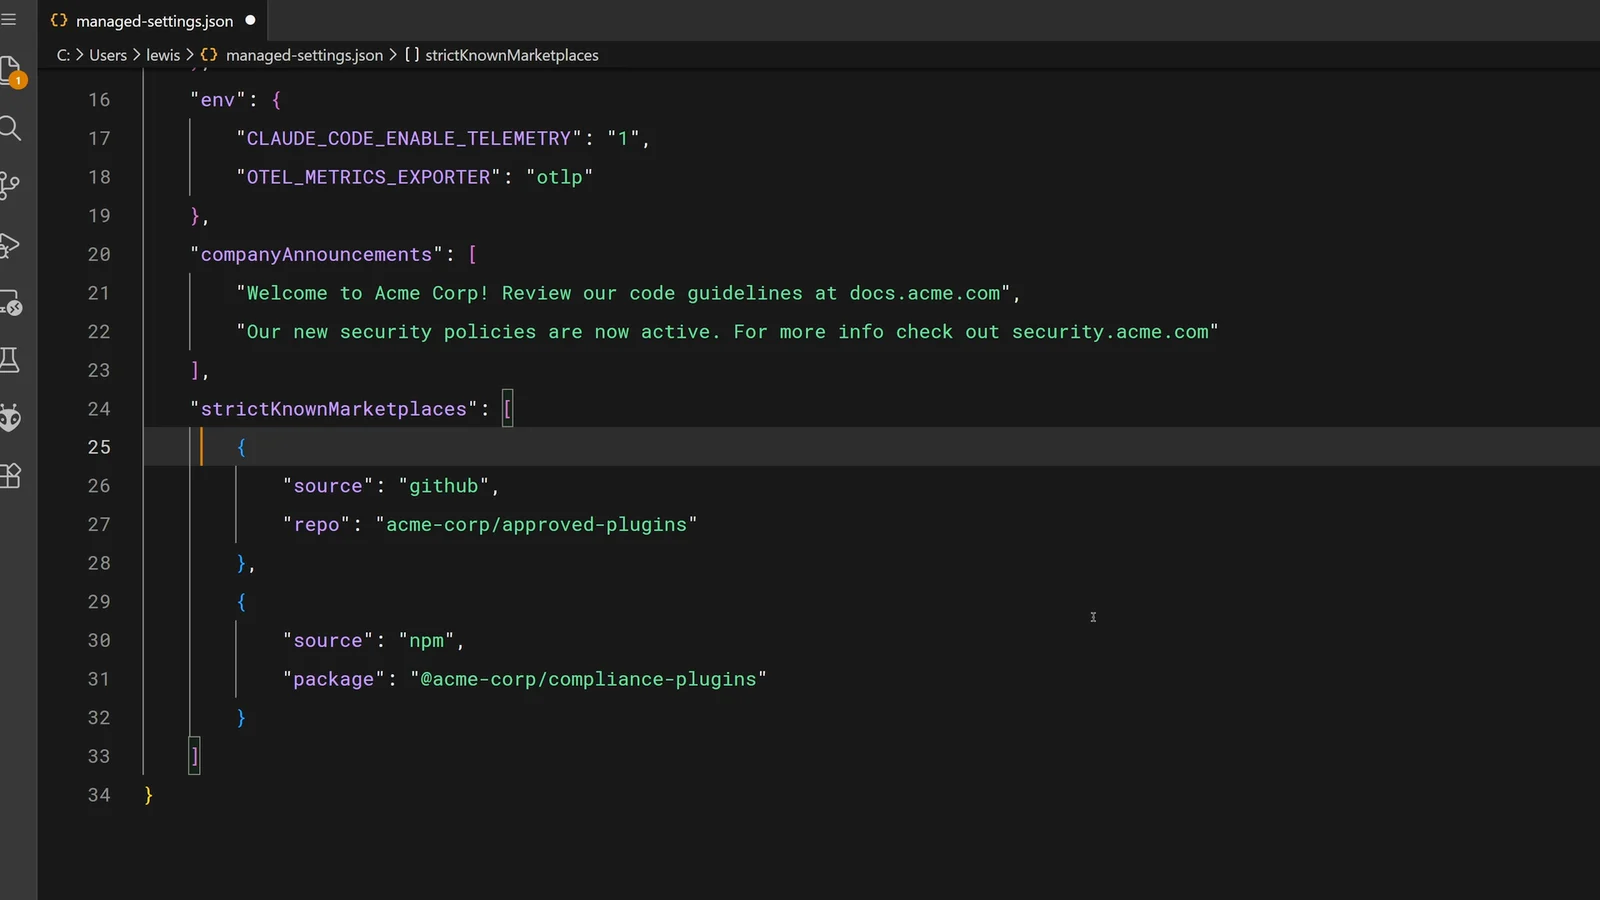 managed-settings.json
C: > Users > lewis > {} managed-settings.json > [] strictKnownMarketplaces
1
16 "env": {
17 "CLAUDE_CODE_ENABLE_TELEMETRY": "1",
18 "OTEL_METRICS_EXPORTER": "otlp"
19 },
20 "companyAnnouncements": [
21 "Welcome to Acme Corp! Review our code guidelines at docs.acme.com",
22 "Our new security policies are now active. For more info check out security.acme.com"
23 ],
24 "strictKnownMarketplaces": [
25 {
26 "source": "github",
27 "repo": "acme-corp/approved-plugins"
28 },
29 {
30 "source": "npm",
31 "package": "@acme-corp/compliance-plugins"
32 }
33 ]
34 }